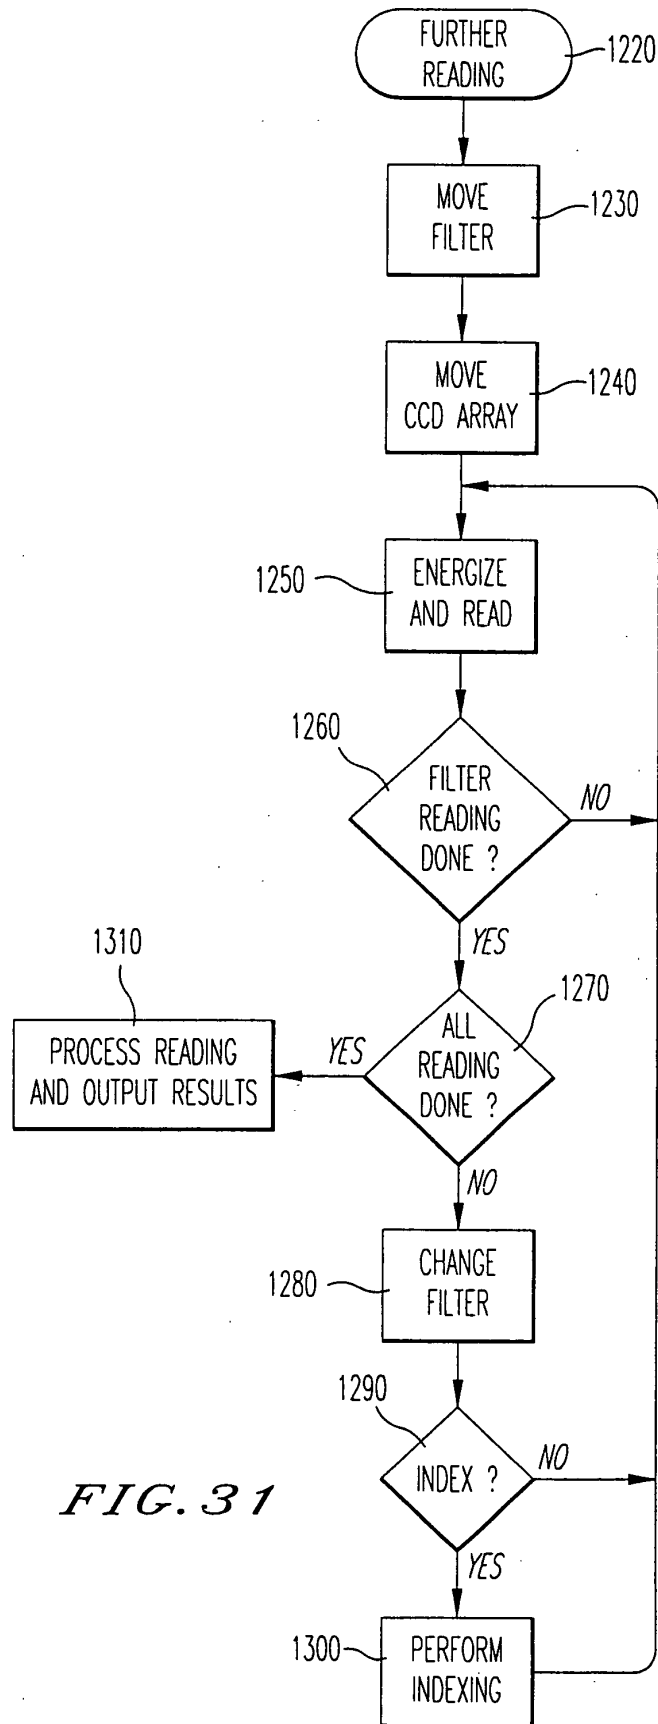 FURTHER
READING
1220
MOVE
FILTER
1230
MOVE
CCD ARRAY
1240
1250
ENERGIZE
AND READ
1260
FILTER
READING
DONE ?
NO
YES
1310
1270
PROCESS READING
AND OUTPUT RESULTS
YES
ALL
READING
DONE ?
NO
1280
CHANGE
FILTER
1290
INDEX ?
NO
FIG. 31
YES
1300
PERFORM
INDEXING